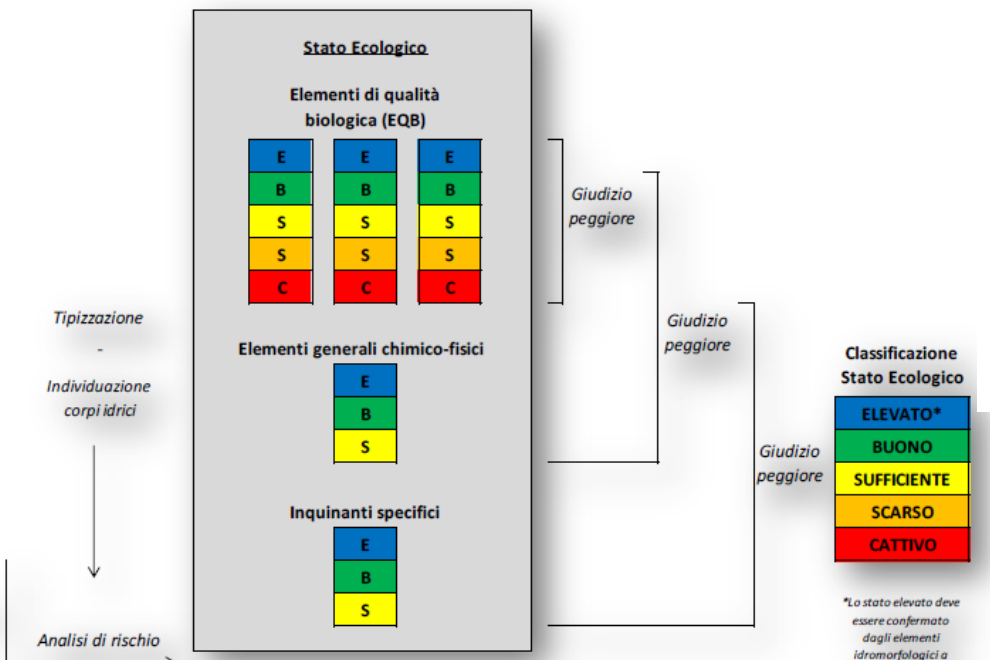 Stato Ecologico
Elementi di qualità
biologica (EQB)
E E E
B B B
S S S
S S S
C C C
Giudizio
peggiore
Tipizzazione
-
Individuazione
corpi idrici
Elementi generali chimico-fisici
E
B
S
Giudizio
peggiore
Inquinanti specifici
E
B
S
Giudizio
peggiore
Classificazione
Stato Ecologico
ELEVATO*
BUONO
SUFFICIENTE
SCARSO
CATTIVO
*Lo stato elevato deve
essere confermato
dagli elementi
idromorfologici a
Analisi di rischio